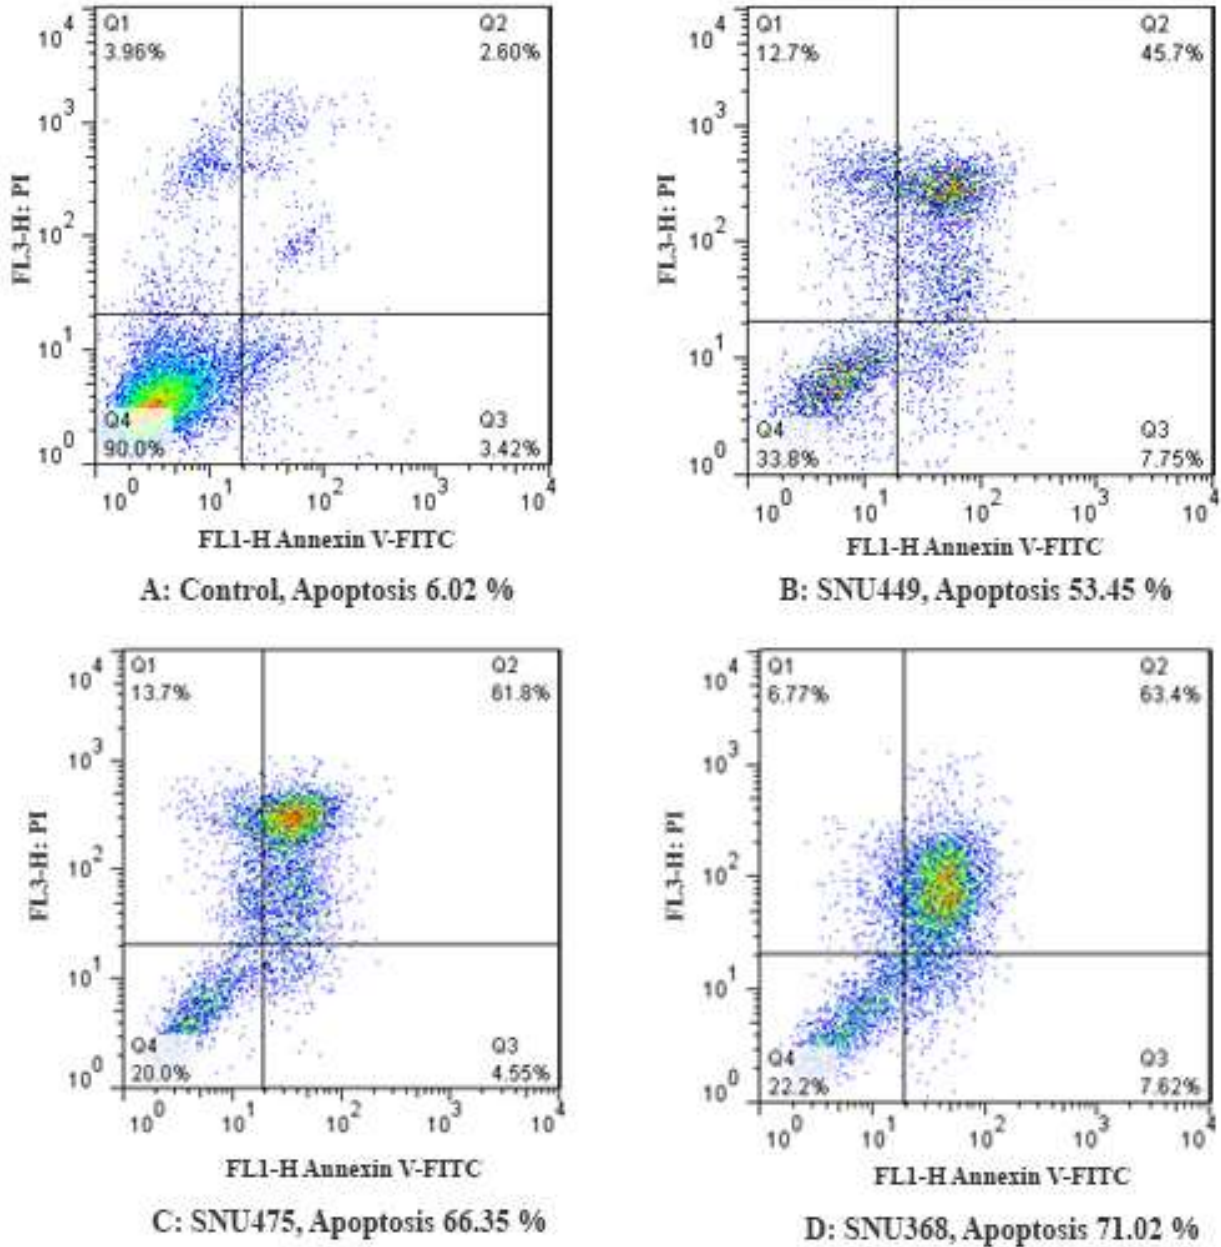 Q1
3.96%
Q2
2.60%
Q4
90.0%
Q3
3.42%
10^4
10^3
10^2
10^1
10^0
10^0 10^1 10^2 10^3 10^4
FL3-H: PI
FL1-H Annexin V-FITC
A: Control, Apoptosis 6.02 %
Q1
12.7%
Q2
45.7%
Q4
33.8%
Q3
7.75%
10^4
10^3
10^2
10^1
10^0
10^0 10^1 10^2 10^3 10^4
FL3-H: PI
FL1-H Annexin V-FITC
B: SNU449, Apoptosis 53.45 %
Q1
13.7%
Q2
61.8%
Q4
20.0%
Q3
4.55%
10^4
10^3
10^2
10^1
10^0
10^0 10^1 10^2 10^3 10^4
FL3-H: PI
FL1-H Annexin V-FITC
C: SNU475, Apoptosis 66.35 %
Q1
6.77%
Q2
63.4%
Q4
22.2%
Q3
7.62%
10^4
10^3
10^2
10^1
10^0
10^0 10^1 10^2 10^3 10^4
FL3-H: PI
FL1-H Annexin V-FITC
D: SNU368, Apoptosis 71.02 %